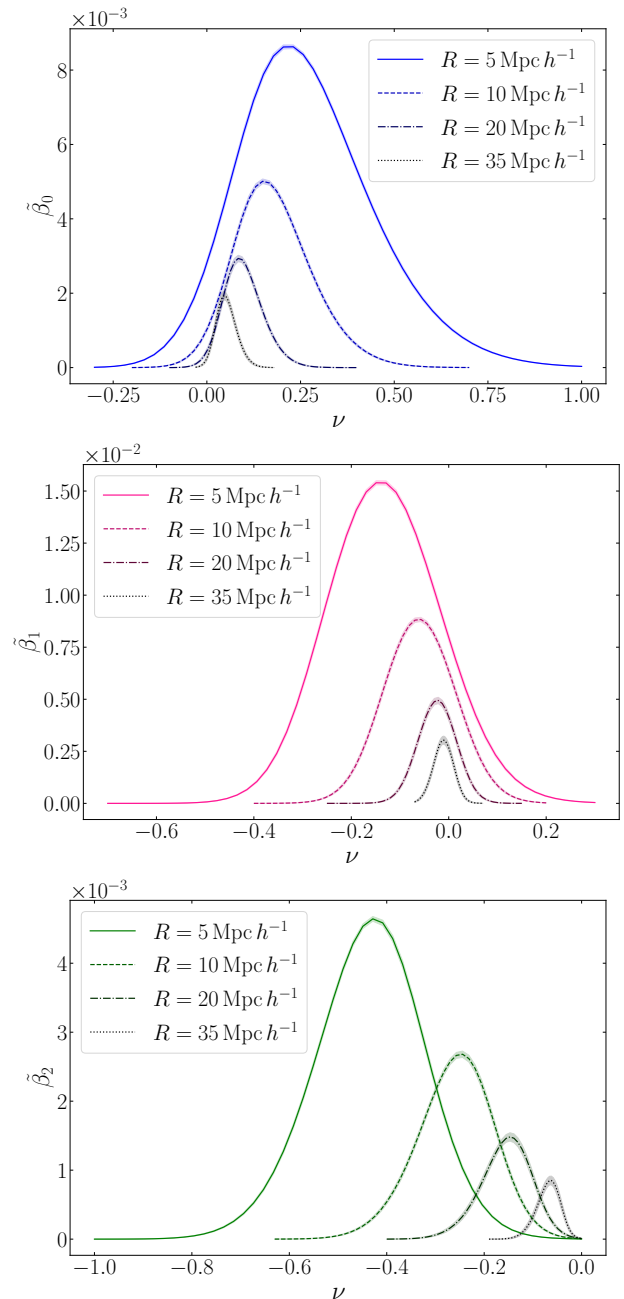 ×10⁻³
8
6
4
2
0
β̃₀
R = 5 Mpc h⁻¹
R = 10 Mpc h⁻¹
R = 20 Mpc h⁻¹
R = 35 Mpc h⁻¹
−0.25 0.00 0.25 0.50 0.75 1.00
ν
×10⁻²
1.50
1.25
1.00
0.75
0.50
0.25
0.00
β̃₁
R = 5 Mpc h⁻¹
R = 10 Mpc h⁻¹
R = 20 Mpc h⁻¹
R = 35 Mpc h⁻¹
−0.6 −0.4 −0.2 0.0 0.2
ν
×10⁻³
4
3
2
1
0
β̃₂
R = 5 Mpc h⁻¹
R = 10 Mpc h⁻¹
R = 20 Mpc h⁻¹
R = 35 Mpc h⁻¹
−1.0 −0.8 −0.6 −0.4 −0.2 0.0
ν